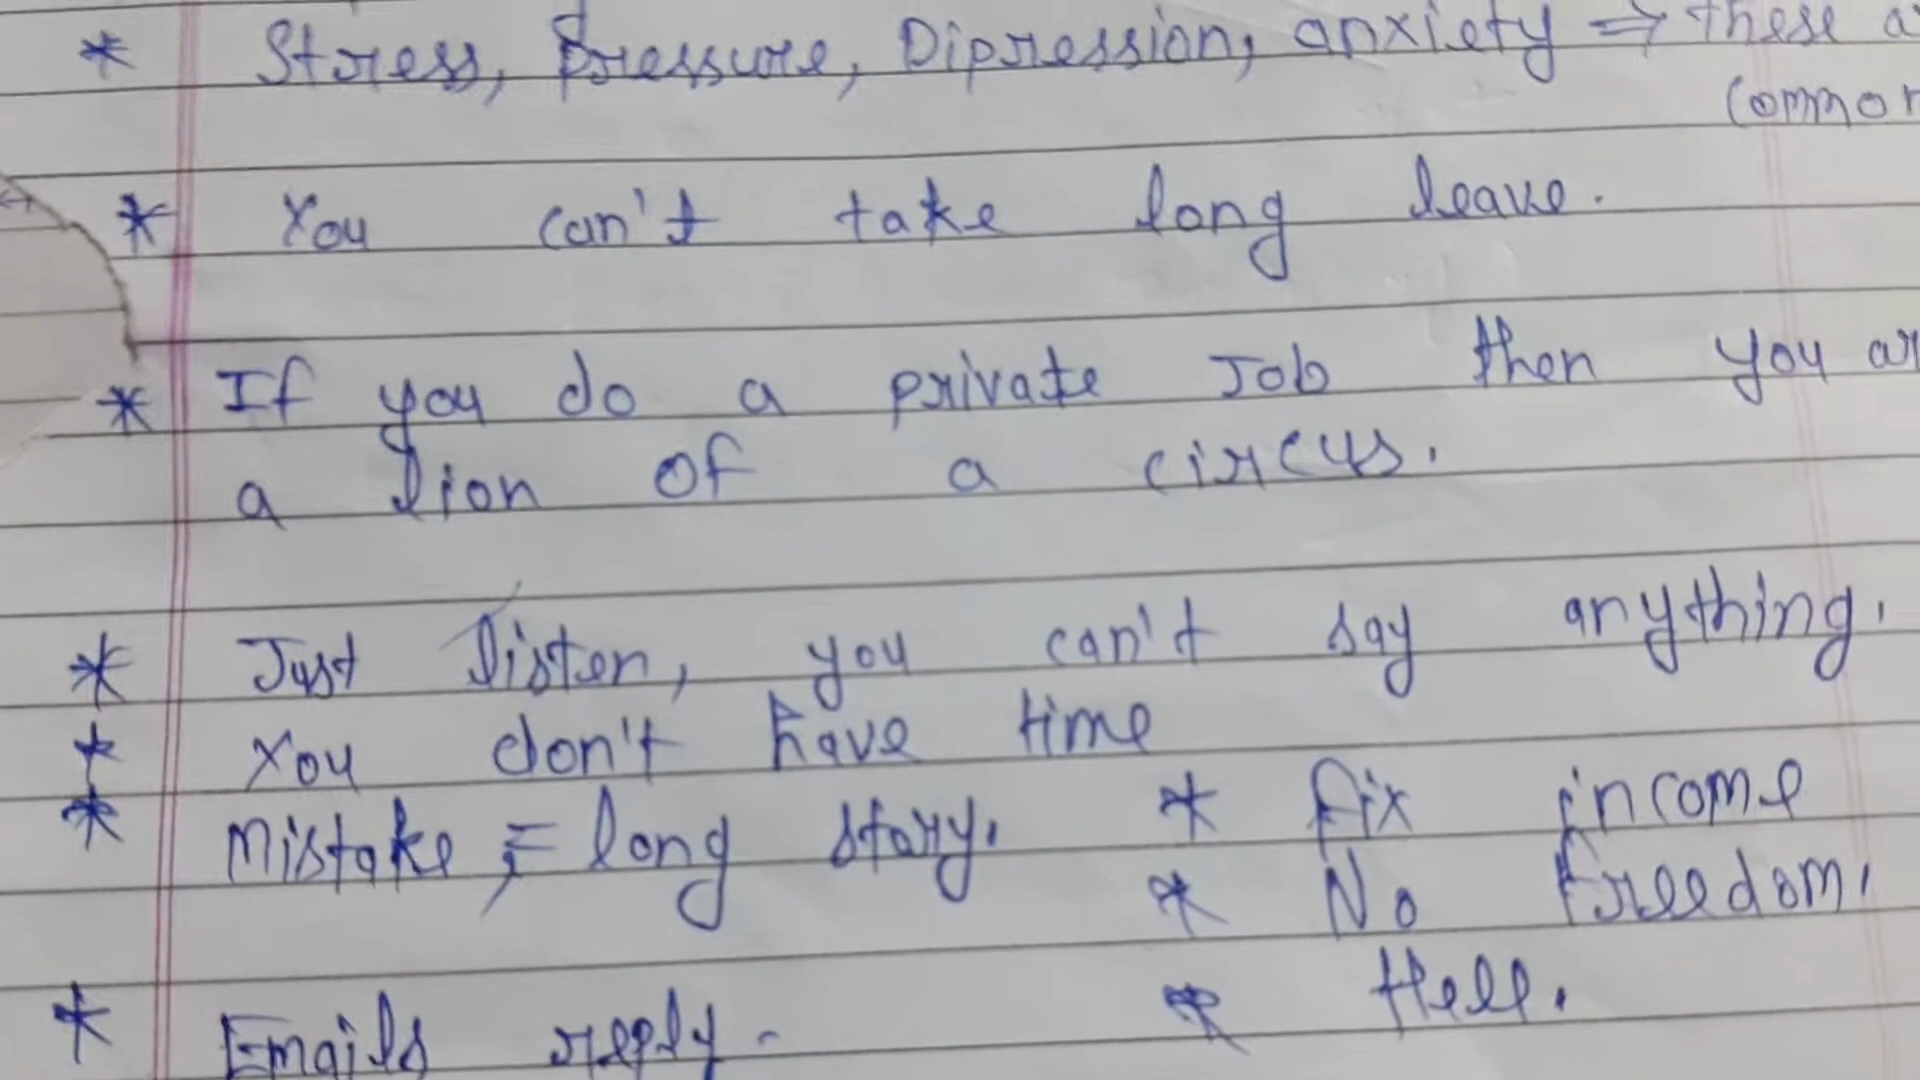 * Stress, Pressure, Dipression, anxiety ⇒ these
common
* You can't take long leave.
* If you do a private Job then you
a lion of a circus.
* Just listen, you can't say anything.
* You don't have time
* Mistake = long story. * Fix income
* No freedom.
* Emails reply. * Hell.